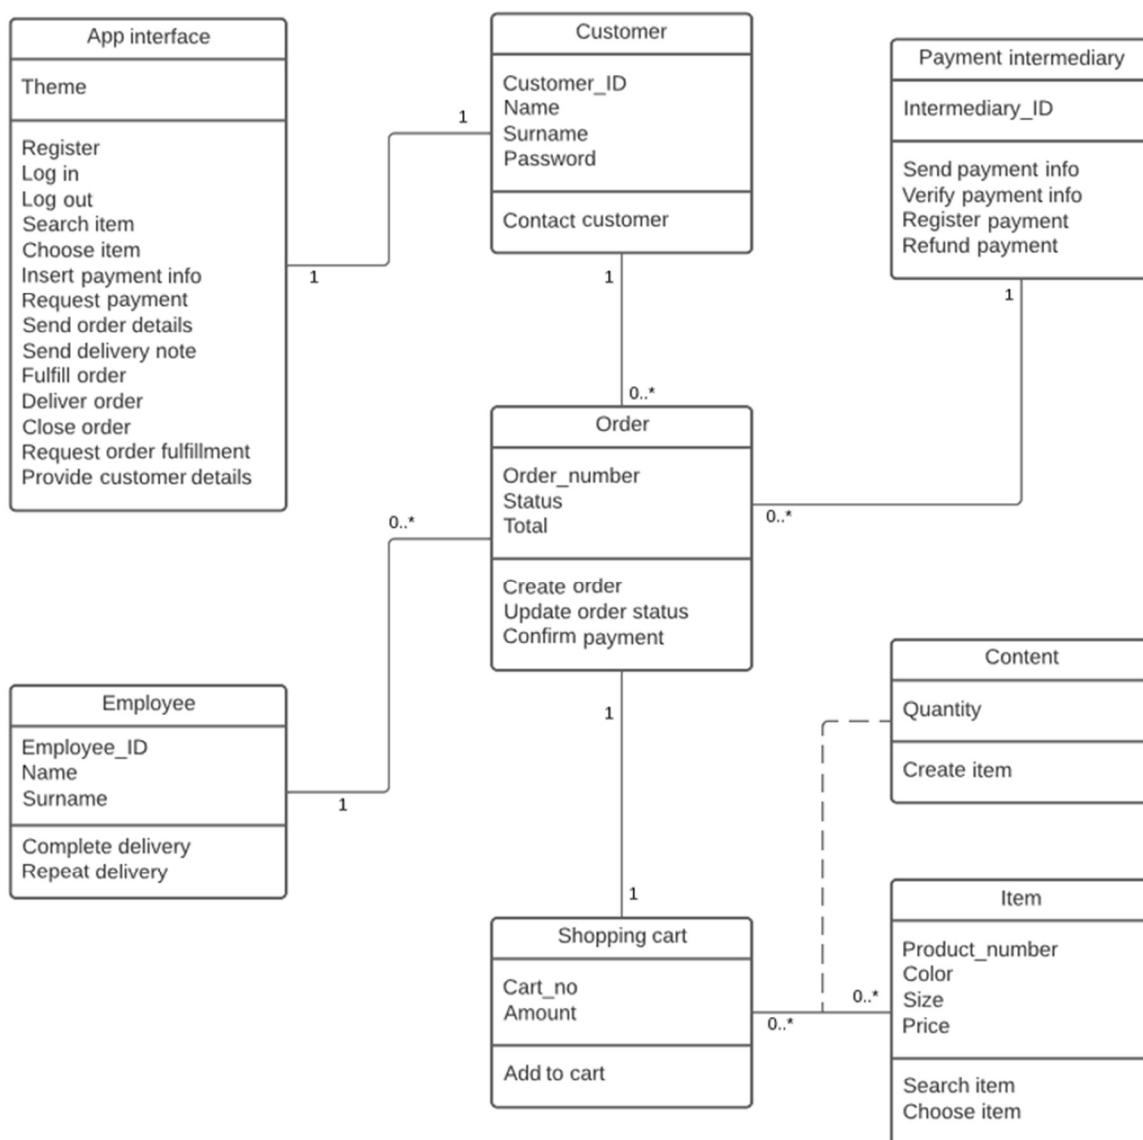 App interface
Theme
Register
Log in
Log out
Search item
Choose item
Insert payment info
Request payment
Send order details
Send delivery note
Fulfill order
Deliver order
Close order
Request order fulfillment
Provide customer details
1
1
Customer
Customer_ID
Name
Surname
Password
Contact customer
1
0..*
Payment intermediary
Intermediary_ID
Send payment info
Verify payment info
Register payment
Refund payment
1
0..*
Order
Order_number
Status
Total
Create order
Update order status
Confirm payment
0..*
1
Employee
Employee_ID
Name
Surname
Complete delivery
Repeat delivery
1
1
Shopping cart
Cart_no
Amount
Add to cart
0..*
0..*
Content
Quantity
Create item
Item
Product_number
Color
Size
Price
Search item
Choose item